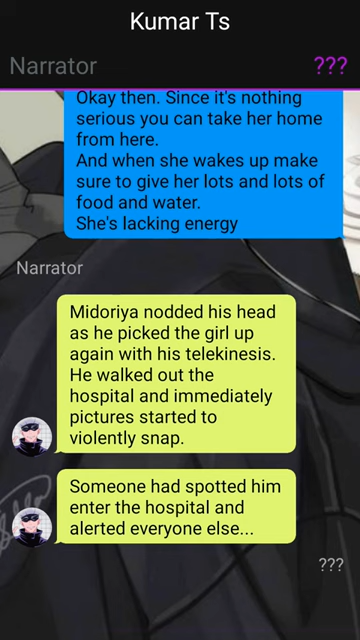 Kumar Ts
Narrator
???
Okay then. Since it's nothing
serious you can take her home
from here.
And when she wakes up make
sure to give her lots and lots of
food and water.
She's lacking energy
Narrator
Midoriya nodded his head
as he picked the girl up
again with his telekinesis.
He walked out the
hospital and immediately
pictures started to
violently snap.
Someone had spotted him
enter the hospital and
alerted everyone else...
???